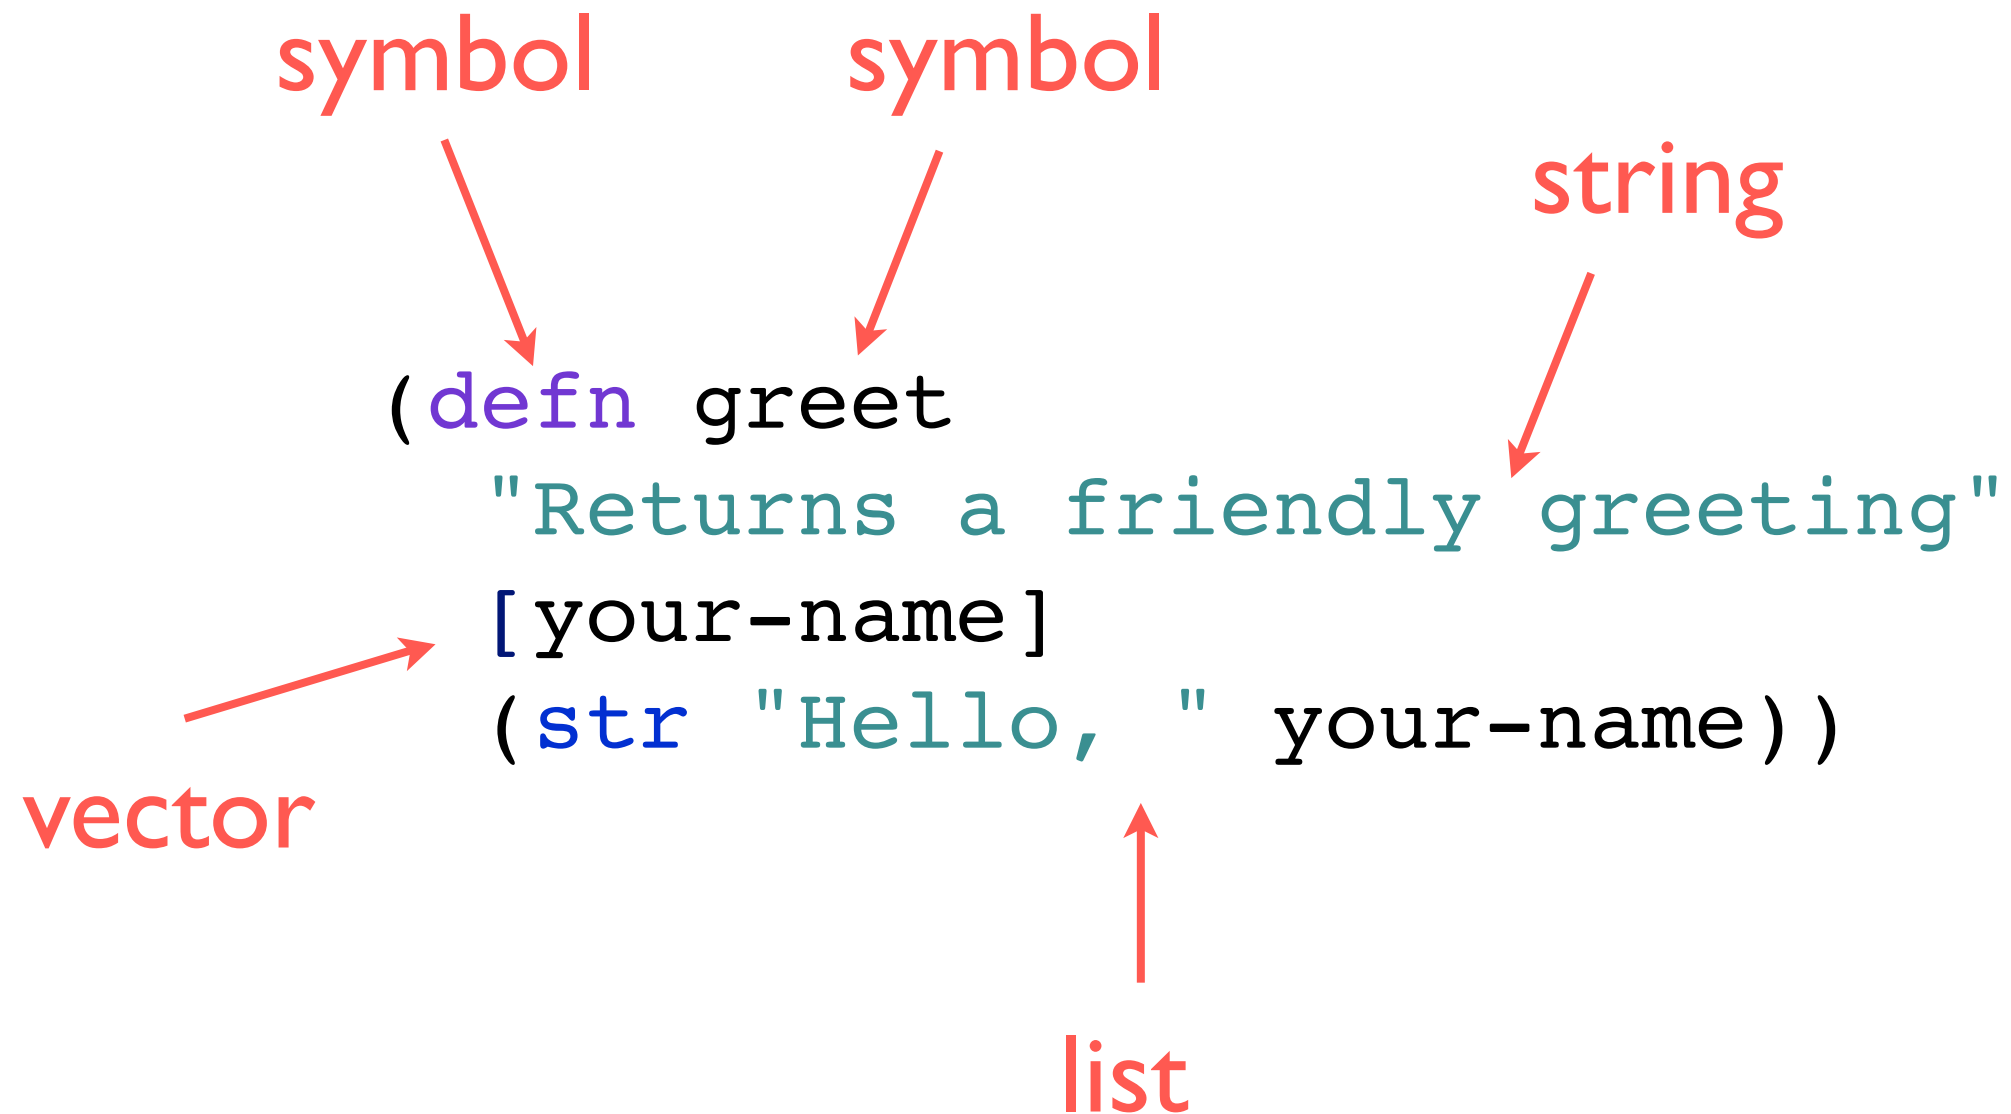 symbol symbol
string
(defn greet
"Returns a friendly greeting"
[your-name]
(str "Hello, " your-name))
vector
list